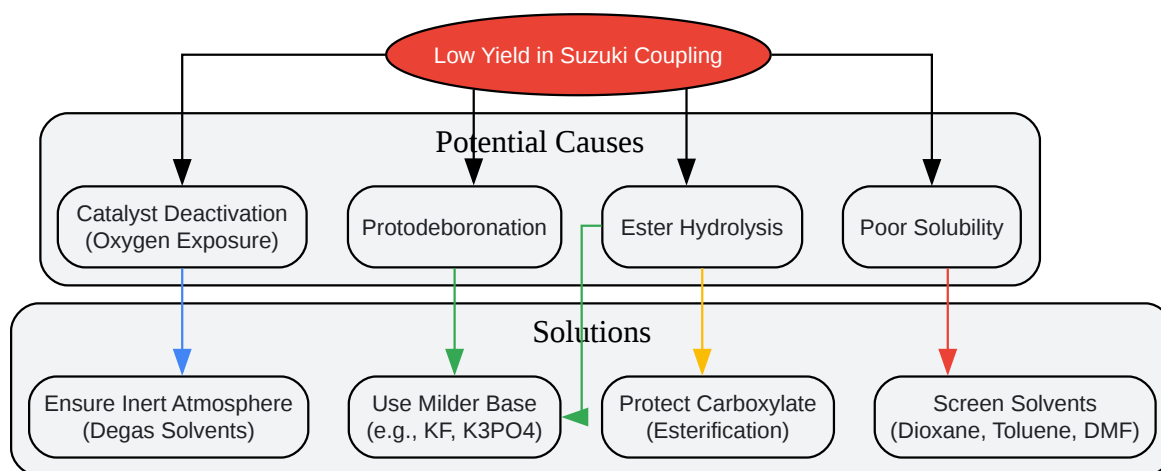 Low Yield in Suzuki Coupling
Potential Causes
Catalyst Deactivation
(Oxygen Exposure)
Protodeboronation
Ester Hydrolysis
Poor Solubility
Solutions
Ensure Inert Atmosphere
(Degas Solvents)
Use Milder Base
(e.g., KF, K3PO4)
Protect Carboxylate
(Esterification)
Screen Solvents
(Dioxane, Toluene, DMF)